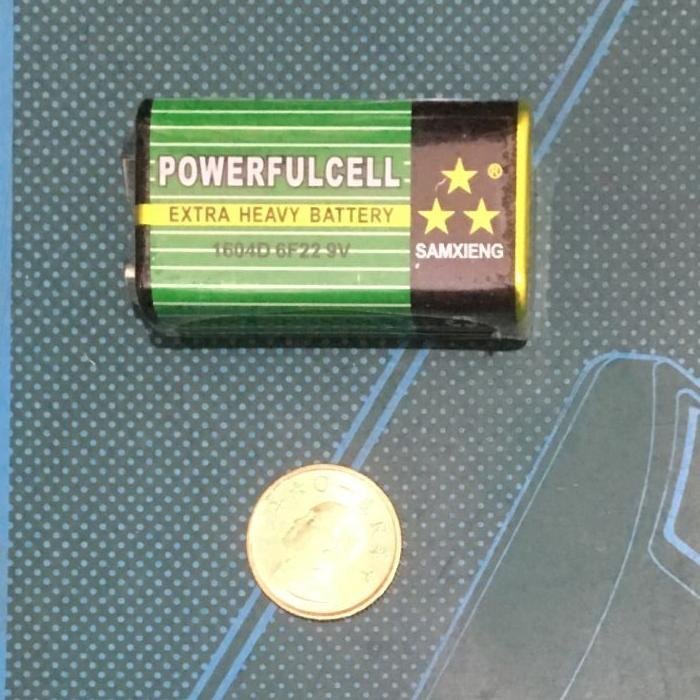 POWERFULCELL
EXTRA HEAVY BATTERY
1604D 6F22 9V
®
SAMXIENG